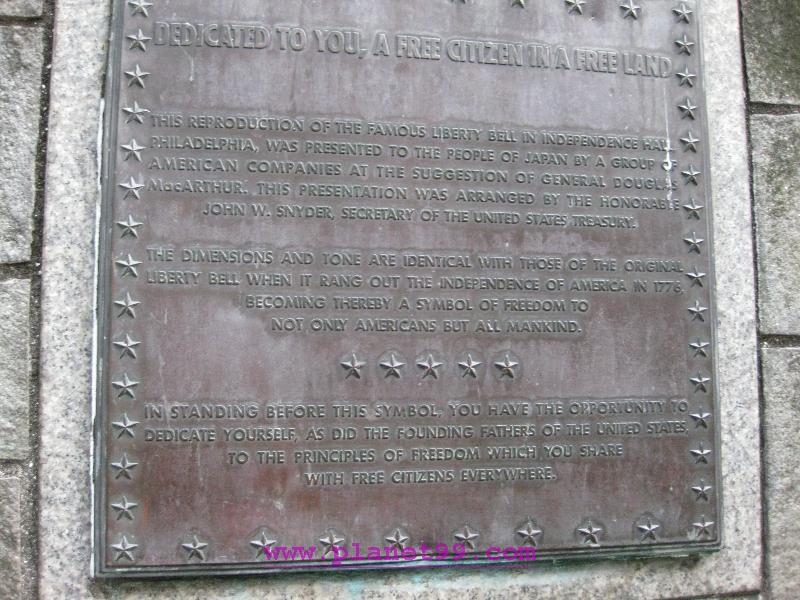 DEDICATED TO YOU, A FREE CITIZEN IN A FREE LAND
THIS REPRODUCTION OF THE FAMOUS LIBERTY BELL IN INDEPENDENCE HALL
PHILADELPHIA, WAS PRESENTED TO THE PEOPLE OF JAPAN BY A GROUP OF
AMERICAN COMPANIES AT THE SUGGESTION OF GENERAL DOUGLAS
MacARTHUR. THIS PRESENTATION WAS ARRANGED BY THE HONORABLE
JOHN W. SNYDER, SECRETARY OF THE UNITED STATES TREASURY.
THE DIMENSIONS AND TONE ARE IDENTICAL WITH THOSE OF THE ORIGINAL
LIBERTY BELL WHEN IT RANG OUT THE INDEPENDENCE OF AMERICA IN 1776,
BECOMING THEREBY A SYMBOL OF FREEDOM TO
NOT ONLY AMERICANS BUT ALL MANKIND.
IN STANDING BEFORE THIS SYMBOL, YOU HAVE THE OPPORTUNITY TO
DEDICATE YOURSELF, AS DID THE FOUNDING FATHERS OF THE UNITED STATES,
TO THE PRINCIPLES OF FREEDOM WHICH YOU SHARE
WITH FREE CITIZENS EVERYWHERE.
www.planet99.com